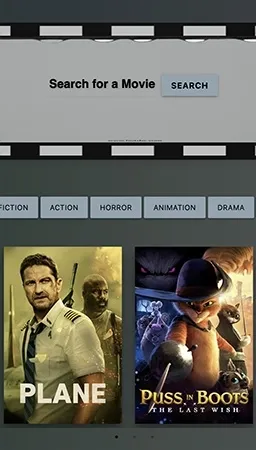 Search for a Movie SEARCH
FICTION ACTION HORROR ANIMATION DRAMA
PLANE
PUSS IN BOOTS
THE LAST WISH